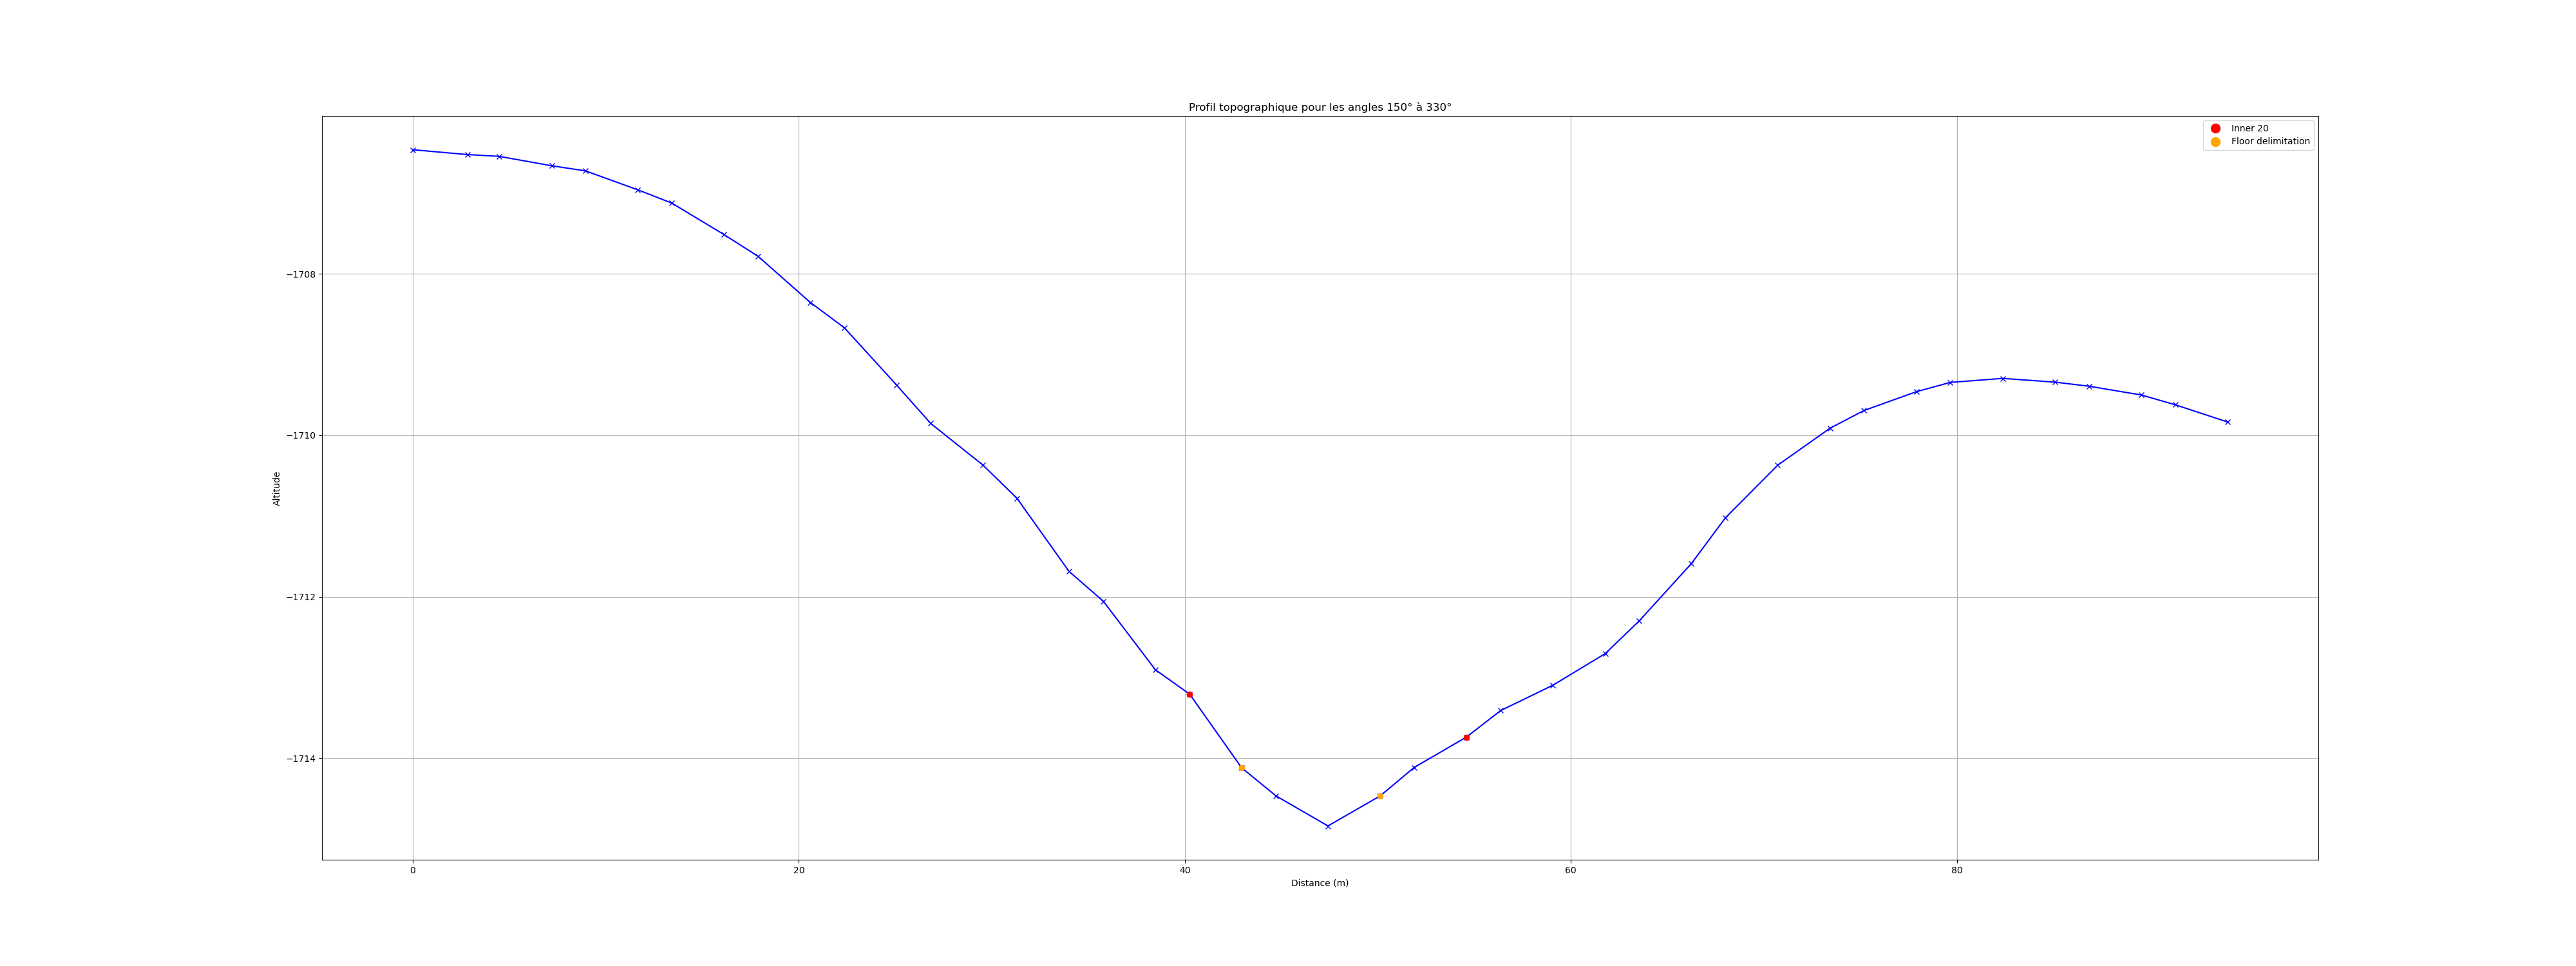 Profil topographique pour les angles 150° à 330°
Inner 20
Floor delimitation
−1708
−1710
−1712
−1714
Altitude
0 20 40 60 80
Distance (m)